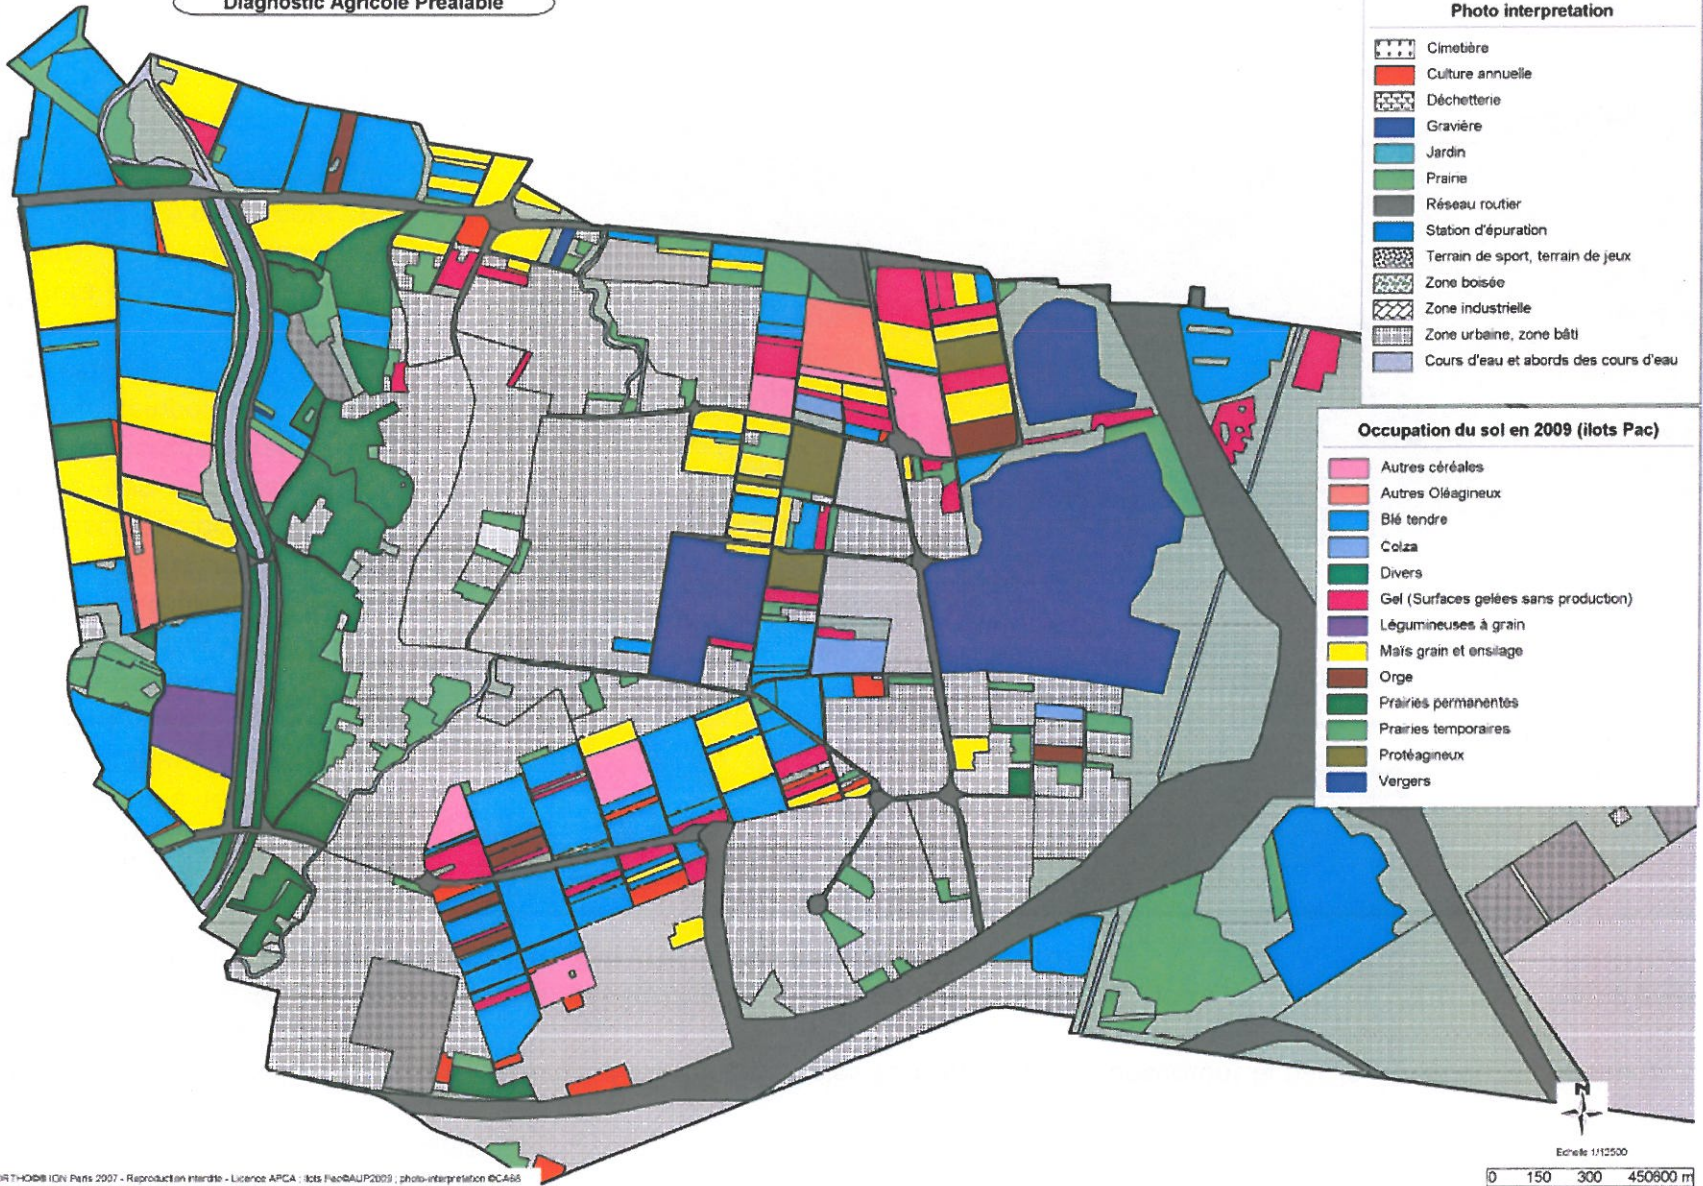 Diagnostic Agricole Préalable
Photo interpretation
Cimetière
Culture annuelle
Déchetterie
Gravière
Jardin
Prairie
Réseau routier
Station d'épuration
Terrain de sport, terrain de jeux
Zone boisée
Zone industrielle
Zone urbaine, zone bâti
Cours d'eau et abords des cours d'eau
Occupation du sol en 2009 (ilots Pac)
Autres céréales
Autres Oléagineux
Blé tendre
Colza
Divers
Gel (Surfaces gelées sans production)
Légumineuses à grain
Maïs grain et ensilage
Orge
Prairies permanentes
Prairies temporaires
Protéagineux
Vergers
N
Echelle 1/12500
0 150 300 450600 m
IGN Paris 2007 - Reproduction interdite - Licence APCA ; ilots Pac©AUP2009 ; photo-interpretation ©CA68